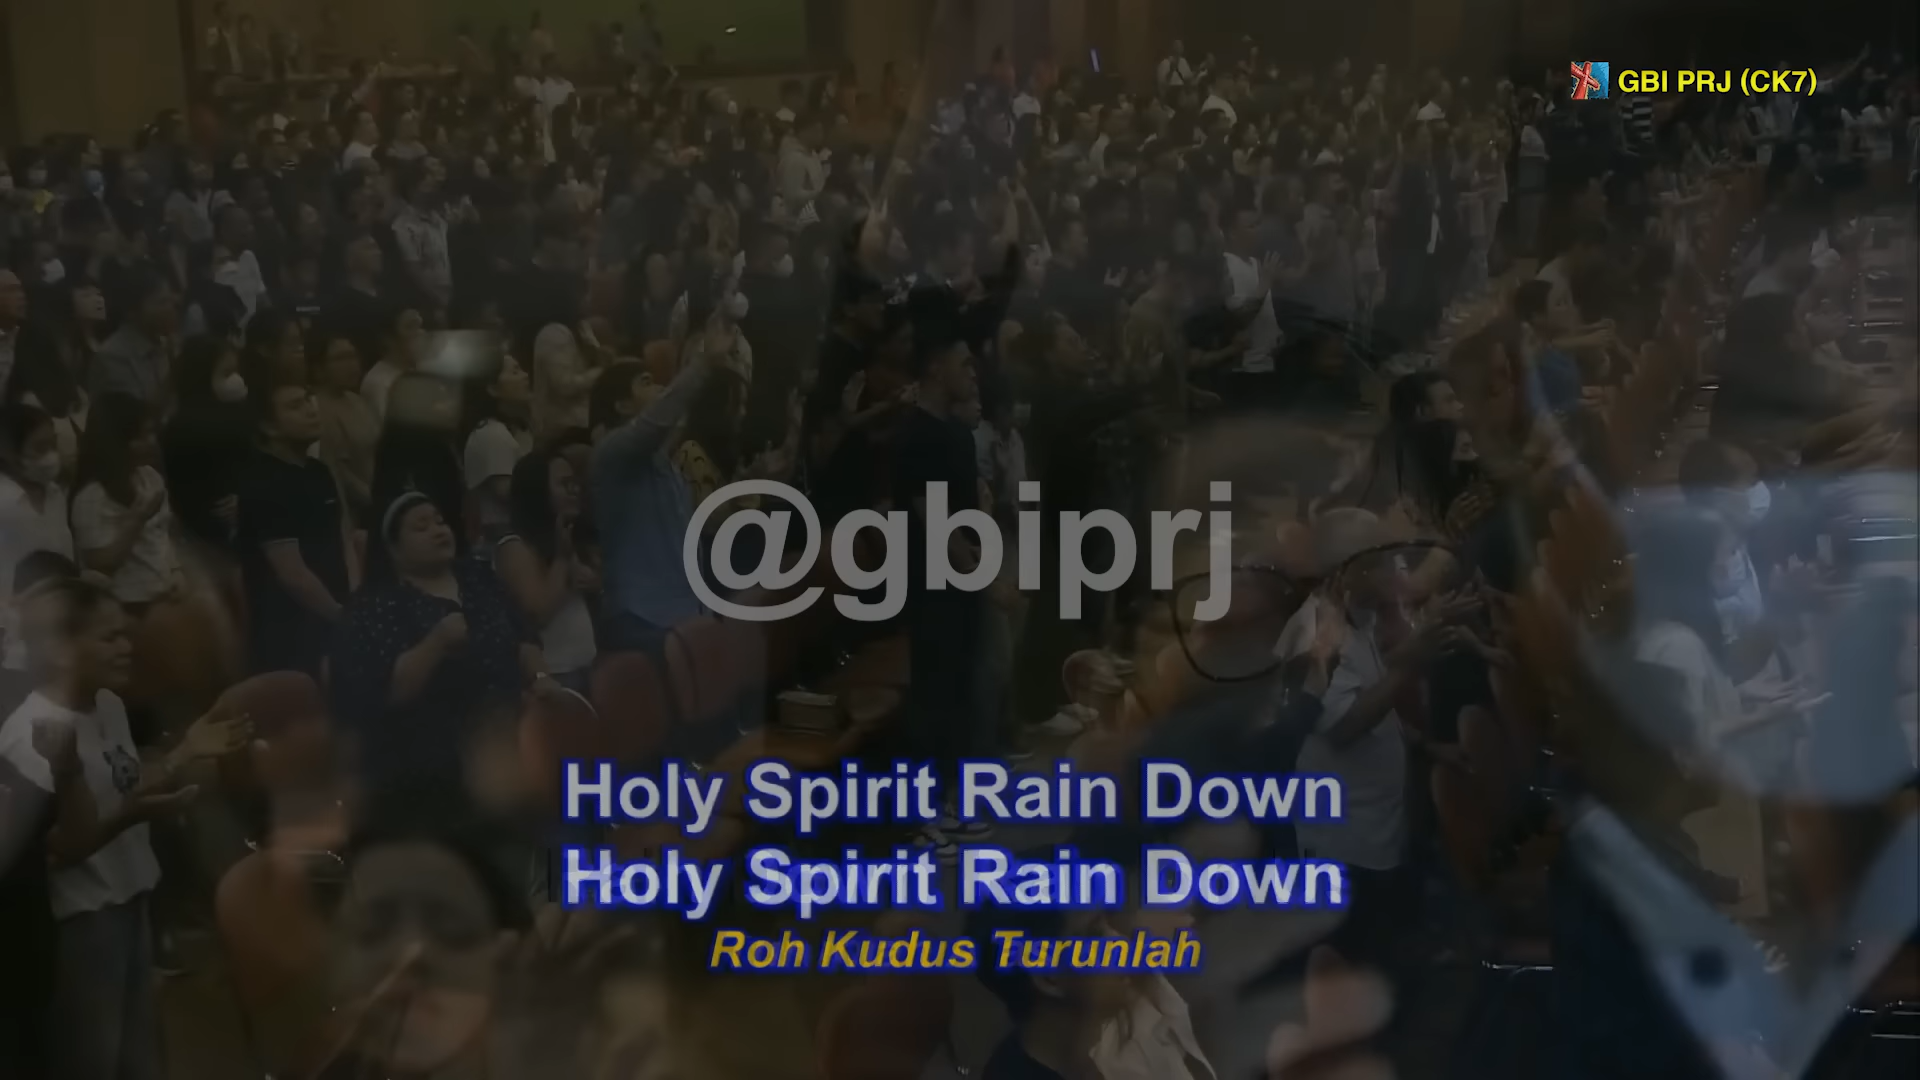 GBI PRJ (CK7)
@gbiprj
Holy Spirit Rain Down
Holy Spirit Rain Down
Roh Kudus Turunlah